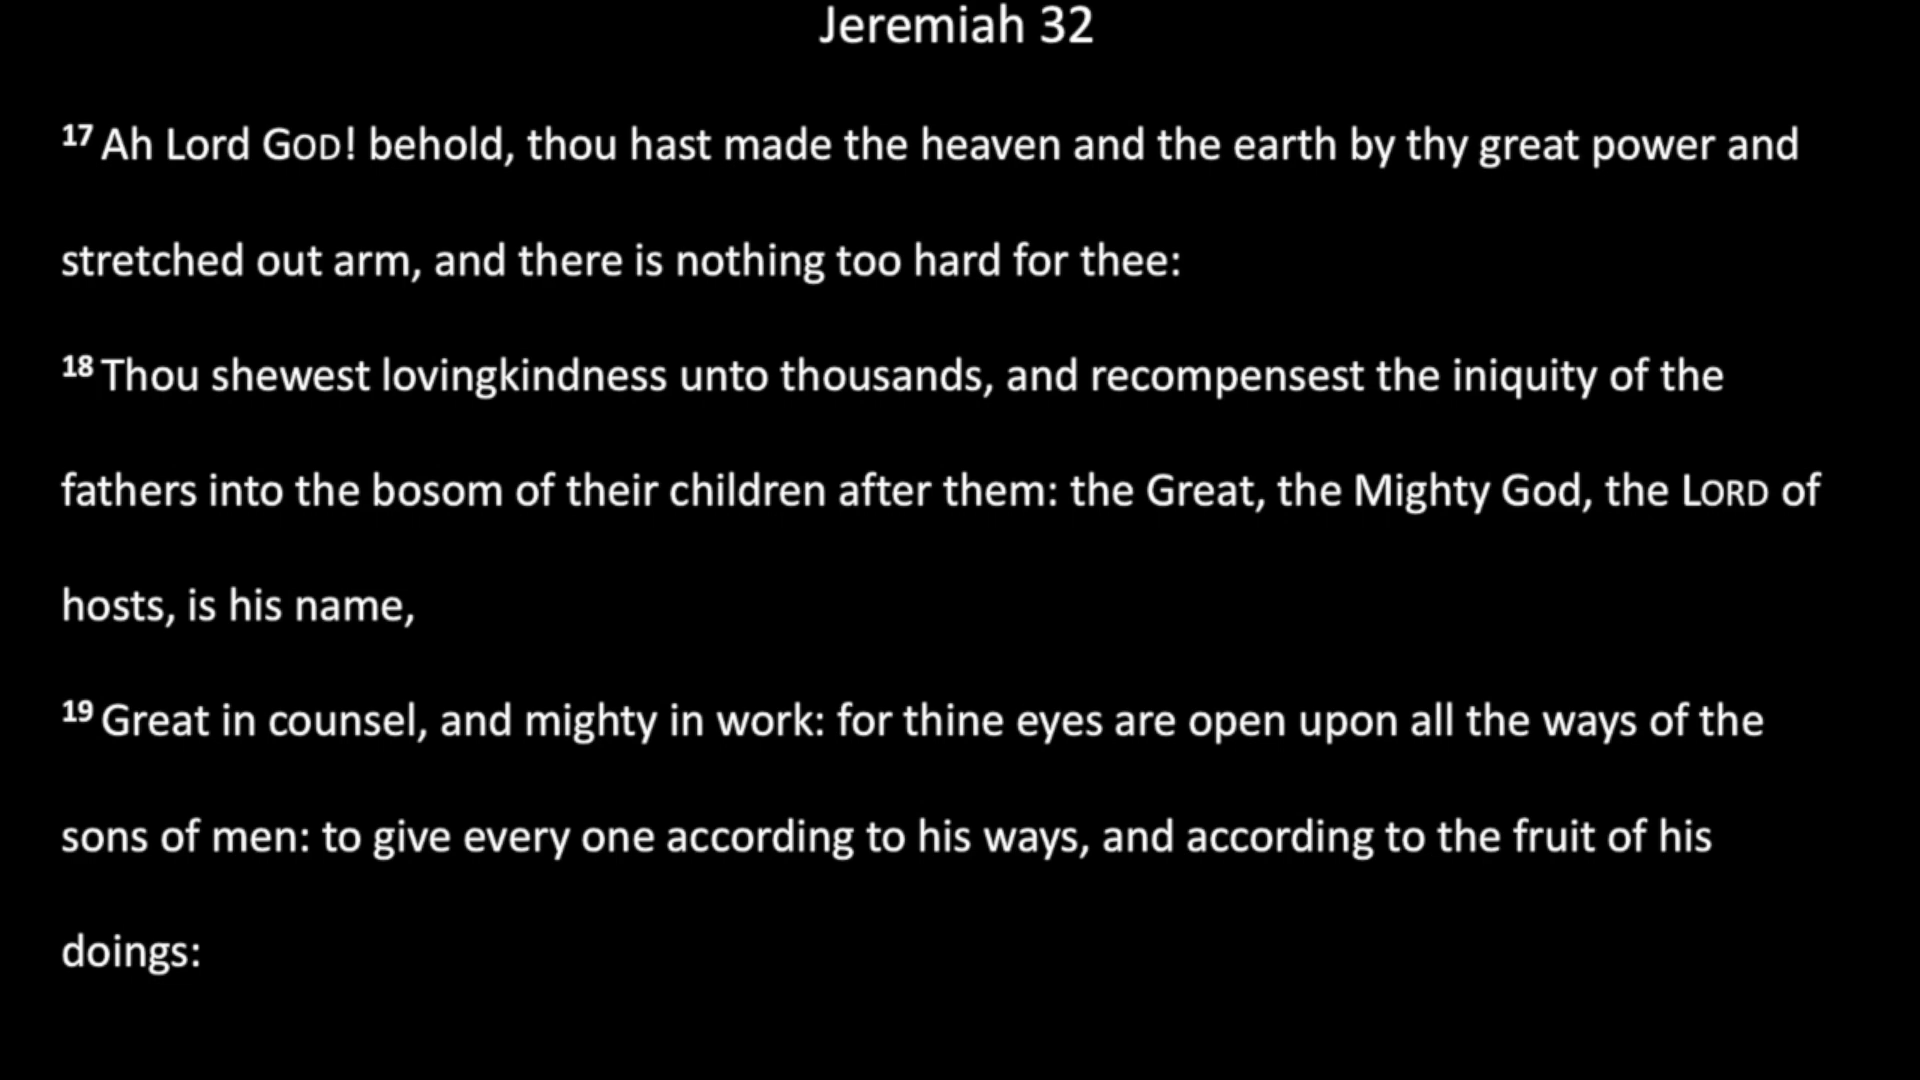 Jeremiah 32
17 Ah Lord GOD! behold, thou hast made the heaven and the earth by thy great power and
stretched out arm, and there is nothing too hard for thee:
18 Thou shewest lovingkindness unto thousands, and recompensest the iniquity of the
fathers into the bosom of their children after them: the Great, the Mighty God, the LORD of
hosts, is his name,
19 Great in counsel, and mighty in work: for thine eyes are open upon all the ways of the
sons of men: to give every one according to his ways, and according to the fruit of his
doings: